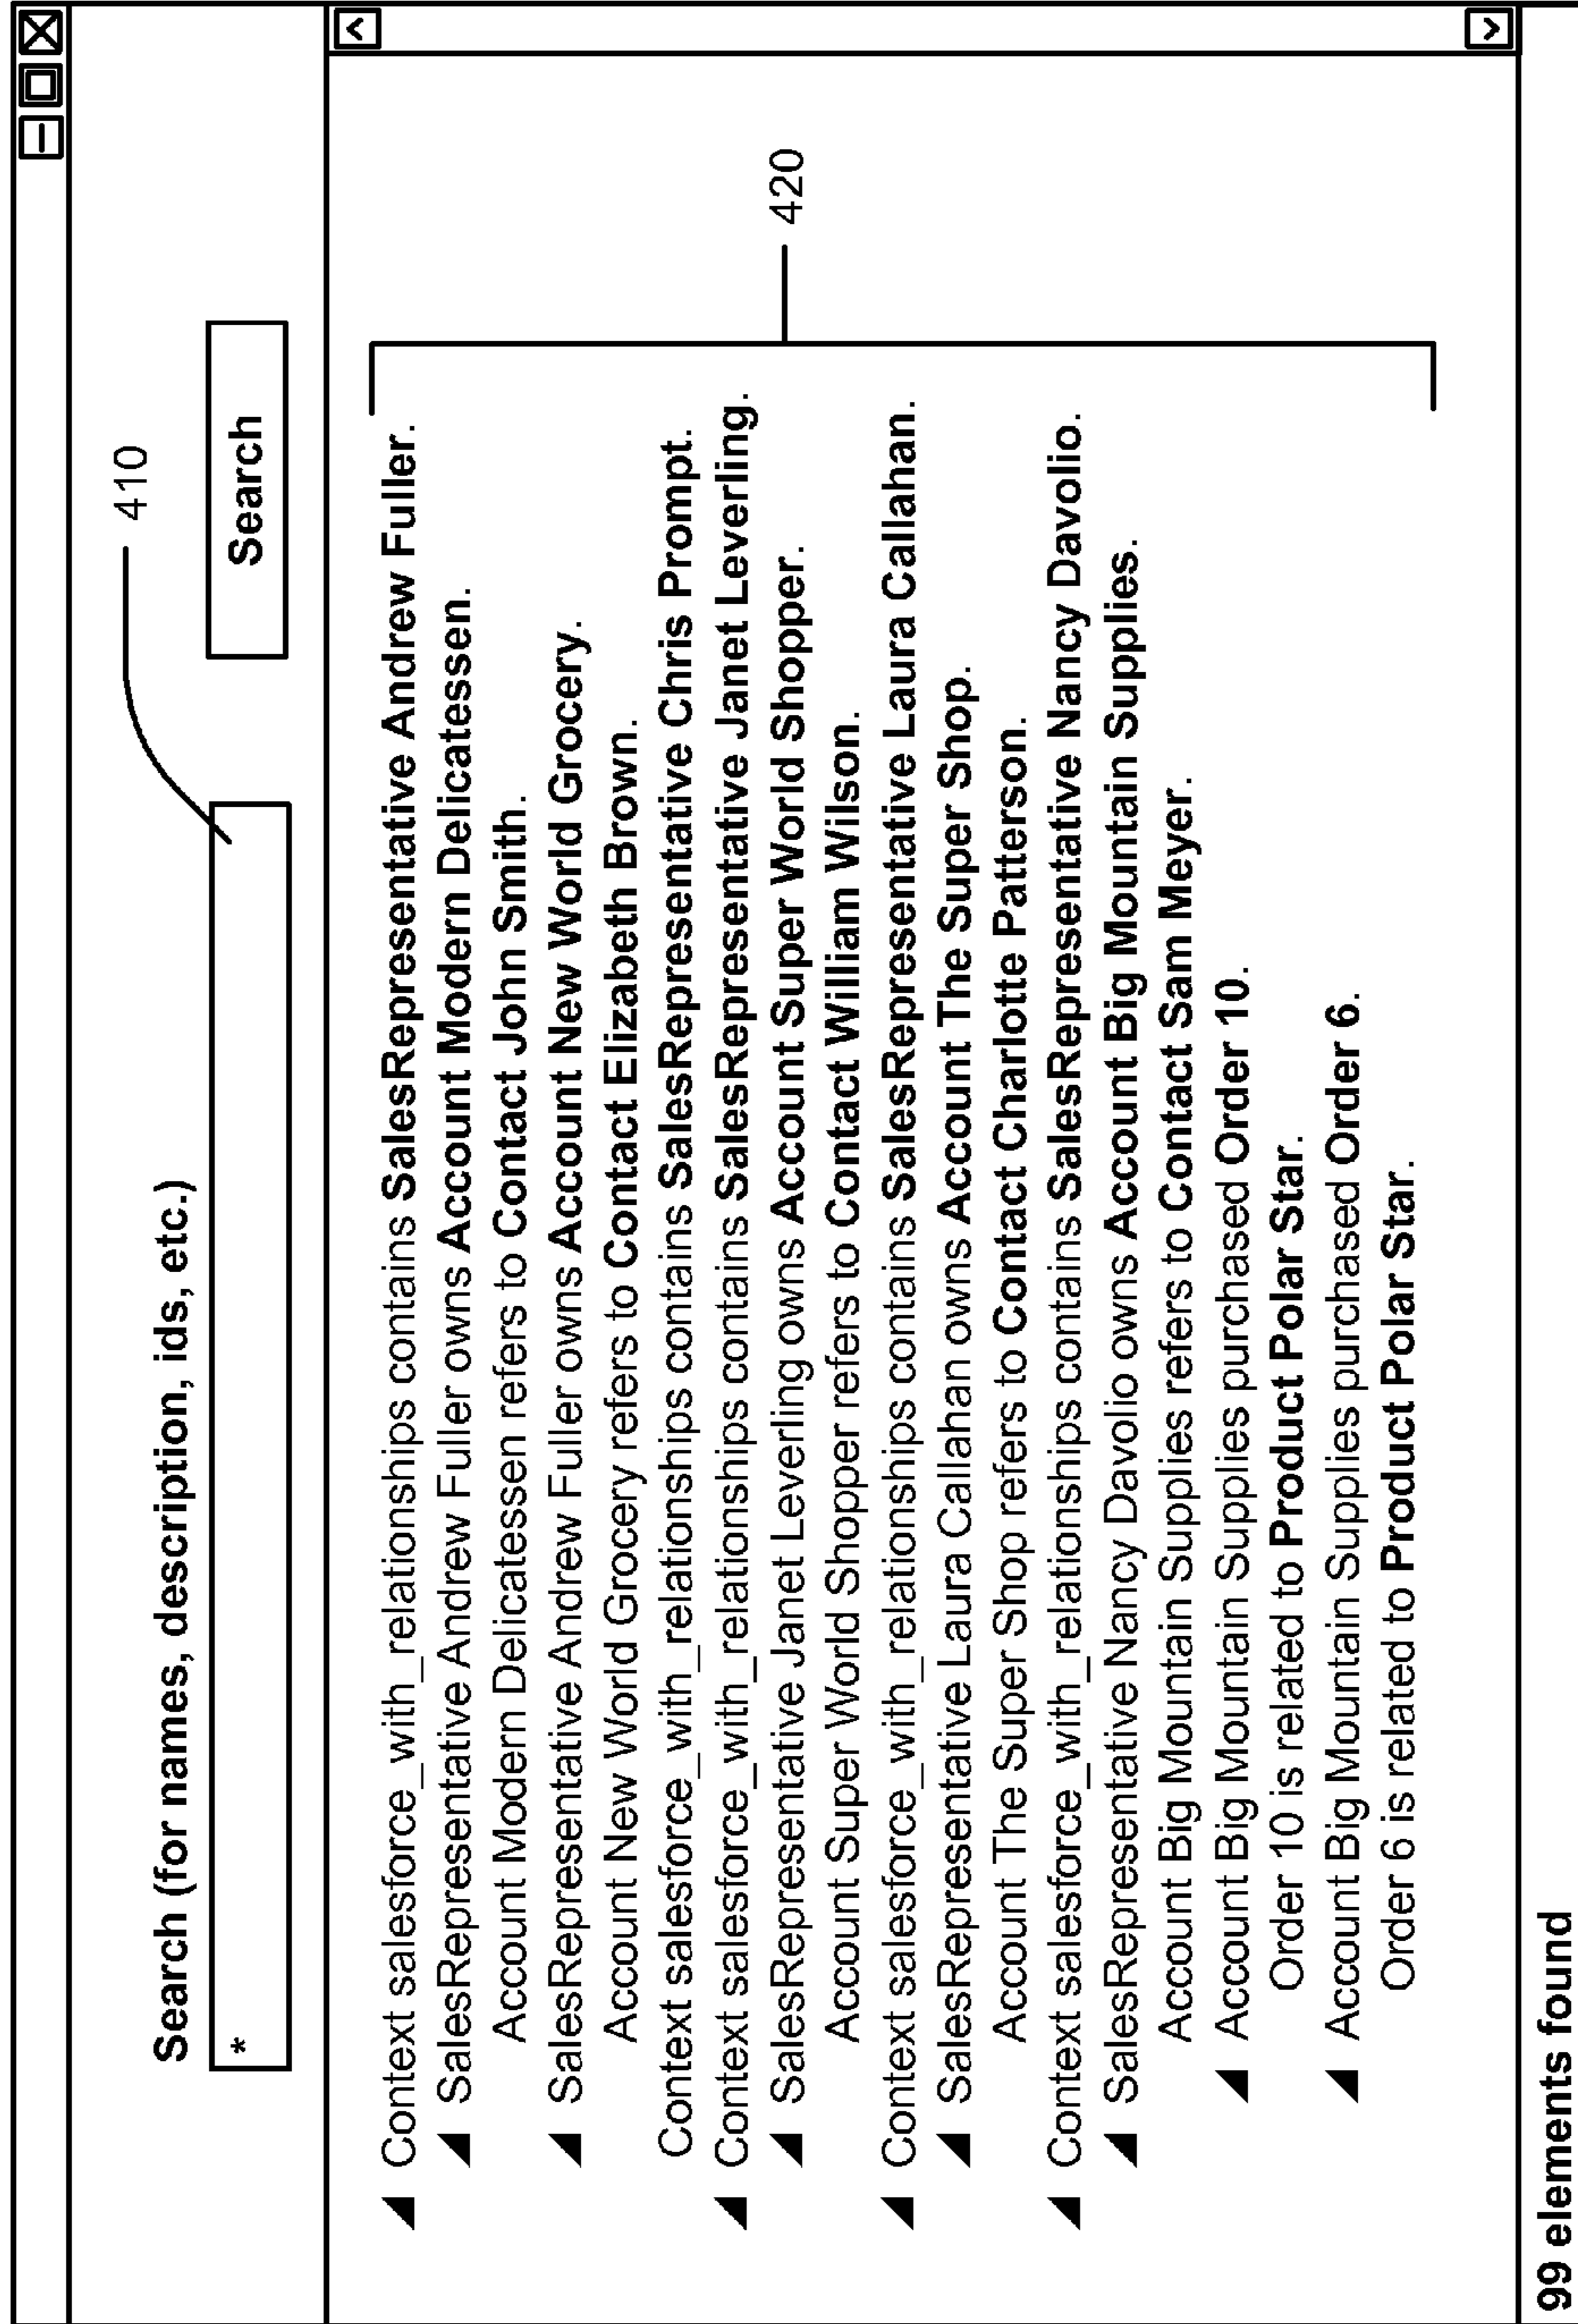 410
Search (for names, description, ids, etc.)
*
Search
Context salesforce_with_relationships contains SalesRepresentative Andrew Fuller.
SalesRepresentative Andrew Fuller owns Account Modern Delicatessen.
Account Modern Delicatessen refers to Contact John Smith.
SalesRepresentative Andrew Fuller owns Account New World Grocery.
Account New World Grocery refers to Contact Elizabeth Brown.
Context salesforce_with_relationships contains SalesRepresentative Chris Prompt.
Context salesforce_with_relationships contains SalesRepresentative Janet Leverling.
SalesRepresentative Janet Leverling owns Account Super World Shopper.
Account Super World Shopper refers to Contact William Wilson.
Context salesforce_with_relationships contains SalesRepresentative Laura Callahan.
SalesRepresentative Laura Callahan owns Account The Super Shop.
Account The Super Shop refers to Contact Charlotte Patterson.
Context salesforce_with_relationships contains SalesRepresentative Nancy Davolio.
SalesRepresentative Nancy Davolio owns Account Big Mountain Supplies.
Account Big Mountain Supplies refers to Contact Sam Meyer.
Account Big Mountain Supplies purchased Order 10.
Order 10 is related to Product Polar Star.
Account Big Mountain Supplies purchased Order 6.
Order 6 is related to Product Polar Star.
420
99 elements found